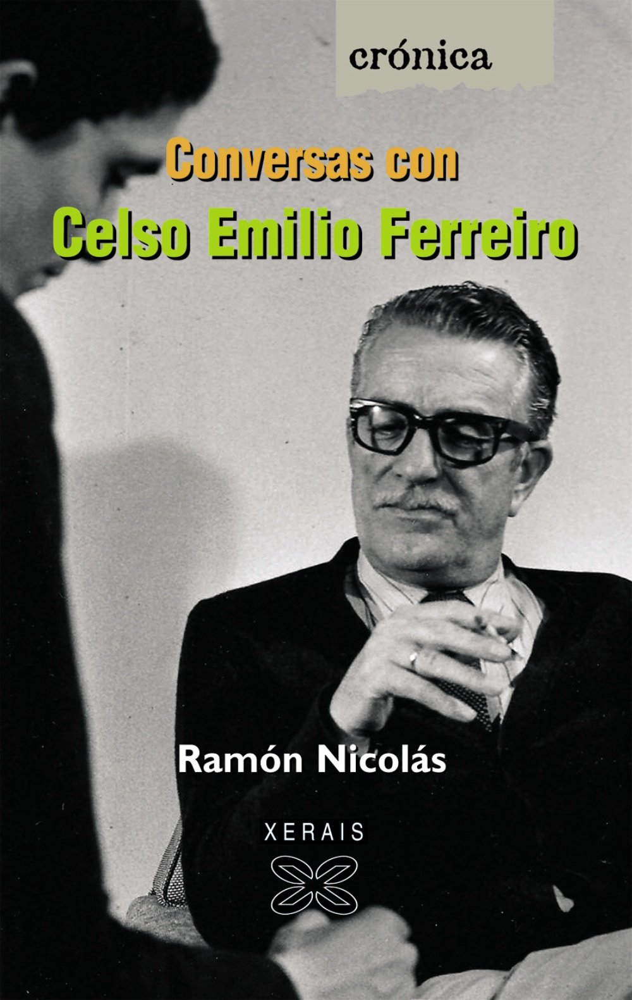 crónica
Conversas con
Celso Emilio Ferreiro
Ramón Nicolás
XERAIS